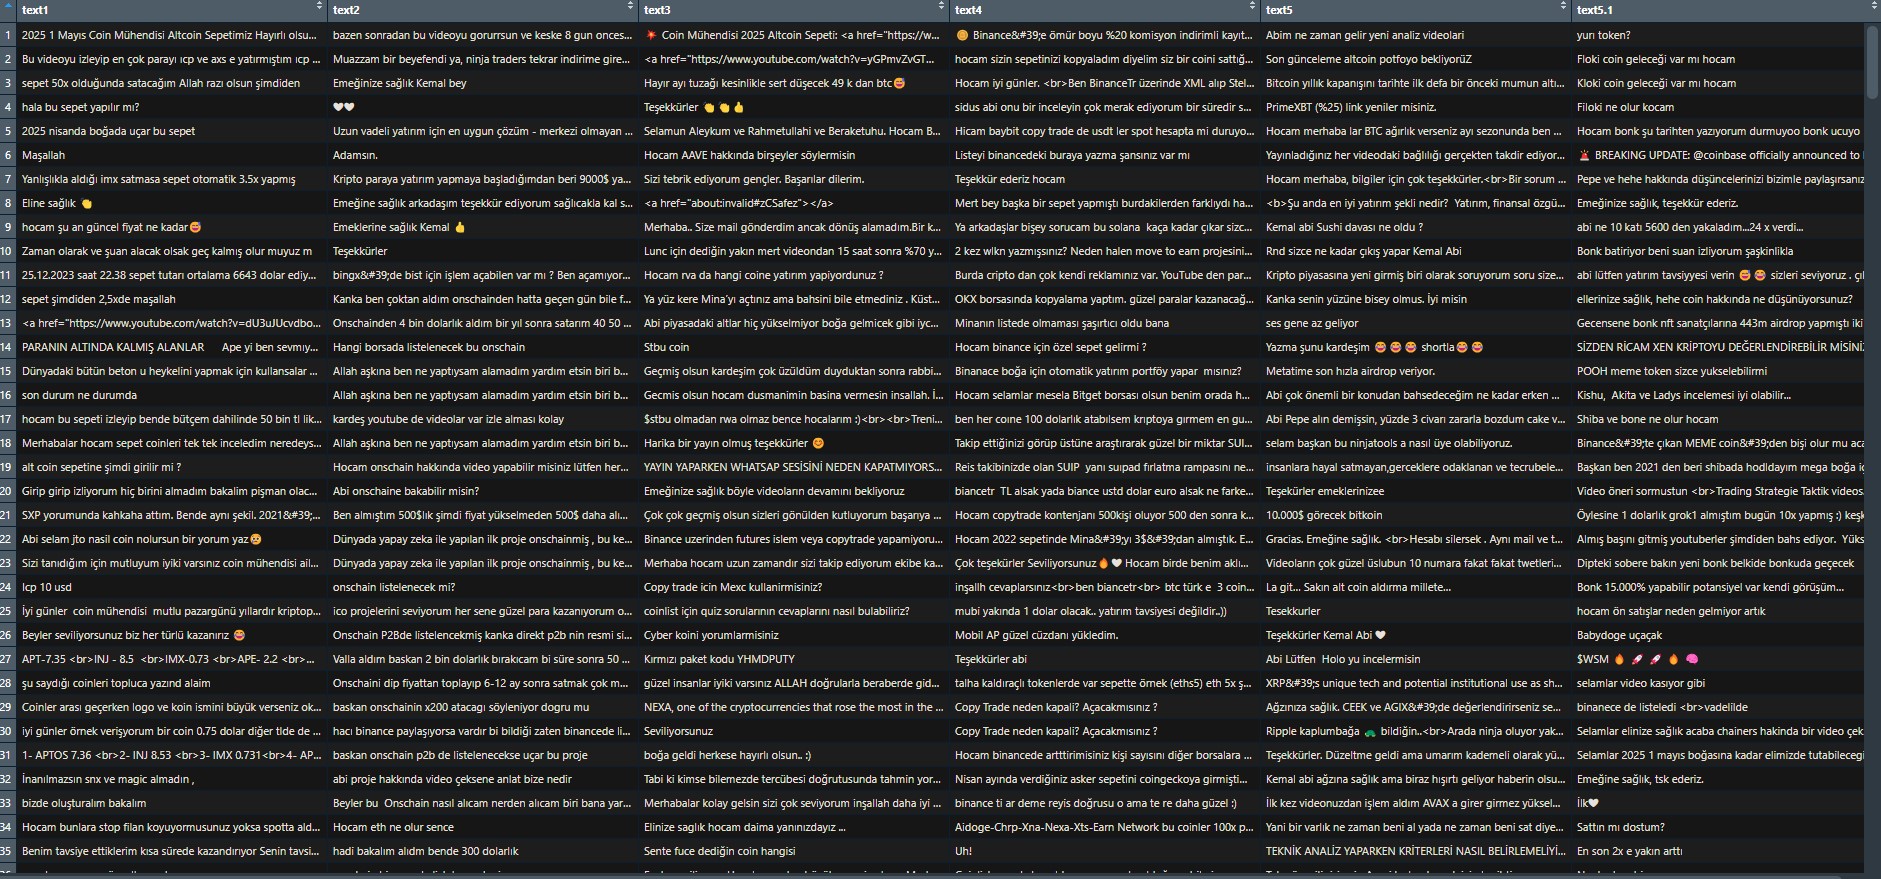 text1 text2 text3 text4 text5 text5.1
1 2025 1 Mayıs Coin Mühendisi Altcoin Sepetimiz Hayırlı olsu... bazen sonradan bu videoyu gorurrsun ve keske 8 gun onces... 💥 Coin Mühendisi 2025 Altcoin Sepeti: <a href="https://w... 🪙 Binance&#39;e ömür boyu %20 komisyon indirimli kayıt... Abim ne zaman gelir yeni analiz videolari yurı token?
2 Bu videoyu izleyip en çok parayı ıcp ve axs e yatırmıştım ıcp ... Muazzam bir beyefendi ya, ninja traders tekrar indirime gire... <a href="https://www.youtube.com/watch?v=yGPmvZvGT... hocam sizin sepetinizi kopyaladım diyelim siz bir coini sattığ... Son günceleme altcoin potfoyo bekliyorüZ Floki coin geleceği var mı hocam
3 sepet 50x olduğunda satacağım Allah razı olsun şimdiden Emeğinize sağlık Kemal bey Hayır ayı tuzağı kesinlikle sert düşecek 49 k dan btc😅 Hocam iyi günler. <br>Ben BinanceTr üzerinde XML alıp Stel... Bitcoin yıllık kapanışını tarihte ilk defa bir önceki mumun altı... Kloki coin geleceği var mı hocam
4 hala bu sepet yapılır mı? 🤍🤍 Teşekkürler 👏👏👍 sidus abi onu bir inceleyin çok merak ediyorum bir süredir s... PrimeXBT (%25) link yeniler misiniz. Filoki ne olur kocam
5 2025 nisanda boğada uçar bu sepet Uzun vadeli yatırım için en uygun çözüm - merkezi olmayan ... Selamun Aleykum ve Rahmetullahi ve Beraketuhu. Hocam B... Hicam baybit copy trade de usdt ler spot hesapta mi duruyo... Hocam merhaba lar BTC ağırlık verseniz ayı sezonunda ben ... Hocam bonk şu tarihten yazıyorum durmuyoo bonk ucuyo
6 Maşallah Adamsın. Hocam AAVE hakkında birşeyler söylermisin Listeyi binancedeki buraya yazma şansınız var mı Yayınladığınız her videodaki bağlılığı gerçekten takdir ediyor... 🚨 BREAKING UPDATE: @coinbase officially announced to
7 Yanlışlıkla aldığı imx satmasa sepet otomatik 3.5x yapmış Kripto paraya yatırım yapmaya başladığımdan beri 9000$ ya... Sizi tebrik ediyorum gençler. Başarılar dilerim. Teşekkür ederiz hocam Hocam merhaba, bilgiler için çok teşekkürler.<br>Bir sorum ... Pepe ve hehe hakkında düşüncelerinizi bizimle paylaşırsanız
8 Eline sağlık 👏 Emeğine sağlık arkadaşım teşekkür ediyorum sağlıcakla kal s... <a href="about:invalid#zCSafez"></a> Mert bey başka bir sepet yapmıştı burdakilerden farklıydı ha... <b>Şu anda en iyi yatırım şekli nedir? Yatırım, finansal özgü... Emeğinize sağlık, teşekkür ederiz.
9 hocam şu an güncel fiyat ne kadar😅 Emeklerine sağlık Kemal 👍 Merhaba.. Size mail gönderdim ancak dönüş alamadım.Bir k... Ya arkadaşlar bişey sorucam bu solana kaça kadar çıkar sizc... Kemal abi Sushi davası ne oldu ? abi ne 10 katı 5600 den yakaladım...24 x verdi...
10 Zaman olarak ve şuan alacak olsak geç kalmış olur muyuz m Teşekkürler Lunc için dediğin yakın mert videondan 15 saat sonra %70 y... 2 kez wlkn yazmışsınız? Neden halen move to earn projesini... Rnd sizce ne kadar çıkış yapar Kemal Abi Bonk batiriyor beni suan izliyorum şaşkinlikla
11 25.12.2023 saat 22.38 sepet tutarı ortalama 6643 dolar ediy... bingx&#39;de bist için işlem açabilen var mı ? Ben açamıyor... Hocam rva da hangi coine yatırım yapiyordunuz ? Burda cripto dan çok kendi reklamınız var. YouTube den par... Kripto piyasasına yeni girmiş biri olarak soruyorum soru size... abi lütfen yatirım tavsiyyesi verin 😅😅 sizleri seviyoruz . çı
12 sepet şimdiden 2,5xde maşallah Kanka ben çoktan aldım onschainden hatta geçen gün bile f... Ya yüz kere Mina'yı açtınız ama bahsini bile etmediniz . Küst... OKX borsasında kopyalama yaptım. güzel paralar kazanacağ... Kanka senin yüzüne bisey olmus. İyi misin ellerinize sağlık, hehe coin hakkında ne düşünüyorsunuz?
13 <a href="https://www.youtube.com/watch?v=dU3uJUcvdbo... Onschainden 4 bin dolarlık aldım bir yıl sonra satarım 40 50 ... Abi piyasadaki altlar hiç yükselmiyor boğa gelmicek gibi iyc... Minanın listede olmaması şaşırtıcı oldu bana ses gene az geliyor Gecensene bonk nft sanatçılarına 443m airdrop yapmıştı iki
14 PARANIN ALTINDA KALMIŞ ALANLAR Ape yi ben sevmıy... Hangi borsada listelenecek bu onschain Stbu coin Hocam binance için özel sepet gelirmi ? Yazma şunu kardeşim 😂😂😂 shortla😂😂 SİZDEN RİCAM XEN KRİPTOYU DEĞERLENDİREBİLİR MİSİNİZ
15 Dünyadaki bütün beton u heykelini yapmak için kullansalar ... Allah aşkına ben ne yaptıysam alamadım yardım etsin biri b... Geçmiş olsun kardeşim çok üzüldüm duyduktan sonra rabbi... Binanace boğa için otomatik yatırım portföy yapar mısınız? Metatime son hızla airdrop veriyor. POOH meme token sizce yukselebilirmi
16 son durum ne durumda Allah aşkına ben ne yaptıysam alamadım yardım etsin biri b... Gecmis olsun hocam dusmanimin basina vermesin insallah. İ... Hocam selamlar mesela Bitget borsası olsun benim orada h... Abi çok önemli bir konudan bahsedeceğim ne kadar erken ... Kishu, Akita ve Ladys incelemesi iyi olabilir...
17 hocam bu sepeti izleyip bende bütçem dahilinde 50 bin tl lik... kardeş youtube de videolar var izle alması kolay $stbu olmadan rwa olmaz bence hocalarım :)<br><br>Treni... ben her coıne 100 dolarlık atabılsem krıptoya gırmem en gu... Abi Pepe alın demişsin, yüzde 3 civarı zararla bozdum cake v... Shiba ve bone ne olur hocam
18 Merhabalar hocam sepet coinleri tek tek inceledim neredeys... Allah aşkına ben ne yaptıysam alamadım yardım etsin biri b... Harika bir yayın olmuş teşekkürler 😊 Takip ettiğinizi görüp üstüne araştırarak güzel bir miktar SUI... selam başkan bu ninjatools a nasıl üye olabiliyoruz. Binance&#39;te çıkan MEME coin&#39;den bişi olur mu aca
19 alt coin sepetine şimdi girilir mi ? Hocam onschain hakkında video yapabilir misiniz lütfen her... YAYIN YAPARKEN WHATSAP SESİSİNİ NEDEN KAPATMIYORS... Reis takibinizde olan SUIP yanı suıpad fırlatma rampasını ne... insanlara hayal satmayan,gerceklere odaklanan ve tecrubele... Başkan ben 2021 den beri shibada hodldayım mega boğa iç
20 Girip girip izliyorum hiç birini almadım bakalim pişman olac... Abi onschaine bakabilir misin? Emeğinize sağlık böyle videoların devamını bekliyoruz biancetr TL alsak yada biance ustd dolar euro alsak ne farke... Teşekürler emeklerinizee Video öneri sormustun <br>Trading Strategie Taktik videos.
21 SXP yorumunda kahkaha attım. Bende aynı şekil. 2021&#39;... Ben almıştım 500$lık şimdi fiyat yükselmeden 500$ daha alı... Çok çok geçmiş olsun sizleri gönülden kutluyorum başarıya ... Hocam copytrade kontenjanı 500kişi oluyor 500 den sonra k... 10.000$ görecek bitkoin Öylesine 1 dolarlık grok1 almıştım bugün 10x yapmış :) keşk
22 Abi selam jto nasil coin nolursun bir yorum yaz😢 Dünyada yapay zeka ile yapılan ilk proje onschainmış , bu ke... Binance uzerinden futures islem veya copytrade yapamiyoru... Hocam 2022 sepetinde Mina&#39;yı 3$&#39;dan almıştık. E... Gracias. Emeğine sağlık. <br>Hesabı silersek . Aynı mail ve t... Almış başını gitmiş youtuberler şimdiden bahs ediyor. Yüks
23 Sizi tanıdığım için mutluyum iyiki varsınız coin mühendisi ail... Dünyada yapay zeka ile yapılan ilk proje onschainmış , bu ke... Merhaba hocam uzun zamandır sizi takip ediyorum ekibe ka... Çok teşekürler Seviliyorsunuz🔥🤍 Hocam birde benim aklı... Videoların çok güzel üslubun 10 numara fakat fakat twetleri... Dipteki sobere bakın yeni bonk belkide bonkuda geçecek
24 Icp 10 usd onschain listelenecek mi? Copy trade icin Mexc kullanirmisiniz? inşallh cevaplarsınız<br>ben biancetr<br> btc türk e 3 coin... La git... Sakın alt coin aldırma millete... Bonk 15.000% yapabilir potansiyel var kendi görüşüm...
25 İyi günler coin mühendisi mutlu pazargünü yıllardır kriptop... ico projelerini seviyorum her sene güzel para kazanıyorum o... coinlist için quiz sorularının cevaplarını nasıl bulabiliriz? mubi yakında 1 dolar olacak.. yatırım tavsiyesi değildir..)) Tesekkurler hocam ön satışlar neden gelmiyor artık
26 Beyler seviliyorsunuz biz her türlü kazanırız 😂 Onschain P2Bde listelencekmiş kanka direkt p2b nin resmi si... Cyber koini yorumlarmisiniz Mobil AP güzel cüzdanı yükledim. Teşekkürler Kemal Abi 🤍 Babydoge uçaçak
27 APT-7.35 <br>INJ - 8.5 <br>IMX-0.73 <br>APE- 2.2 <br>... Valla aldım baskan 2 bin dolarlık bırakıcam bi süre sonra 50 ... Kırmızı paket kodu YHMDPUTY Teşekkürler abi Abi Lütfen Holo yu incelermisin $WSM 🔥 🚀 🚀 🔥 🧠
28 şu saydığı coinleri topluca yazınd alaim Onschaini dip fiyattan toplayıp 6-12 ay sonra satmak çok m... güzel insanlar iyiki varsınız ALLAH doğrularla beraberde gid... talha kaldıraçlı tokenlerde var sepette örnek (eths5) eth 5x ş... XRP&#39;s unique tech and potential institutional use as sh... selamlar video kasıyor gibi
29 Coinler arası geçerken logo ve koin ismini büyük verseniz ok... baskan onschainin x200 atacagı söyleniyor dogru mu NEXA, one of the cryptocurrencies that rose the most in the ... Copy Trade neden kapali? Açacakmısınız ? Ağzınıza sağlık. CEEK ve AGIX&#39;de değerlendirirseniz se... binancede listeledi <br>vadelilde
30 iyi günler örnek verişyorum bir coin 0.75 dolar diğer tlde de ... hacı binance paylaşıyorsa vardır bi bildiği zaten binancede li... Seviliyorsunuz Copy Trade neden kapali? Açacakmısınız ? Ripple kaplumbağa 🐢 bildiğin..<br>Arada ninja oluyor yak... Selamlar elinize sağlık acaba chainers hakinda bir video çek
31 1- APTOS 7.36 <br>2- INJ 8.53 <br>3- IMX 0.731<br>4- AP... baskan onschain p2b de listelenecekse uçar bu proje boğa geldi herkese hayırlı olsun.. :) Hocam binancede artttirimisiniz kişi sayısını diğer borsalara ... Teşekkürler. Düzeltme geldi ama umarım kademeli olarak yü... Selamlar 2025 1 mayıs boğasına kadar elimizde tutabileceği
32 İnanılmazsın snx ve magic almadın , abi proje hakkında video çeksene anlat bize nedir Tabi ki kimse bilemezde tercübesi doğrutusunda tahmin yor... Nisan ayında verdiğiniz asker sepetini coingeckoya girmişti... Kemal abi ağzına sağlık ama biraz hışırtı geliyor haberin olsu... Emeğine sağlık, tsk ederiz.
33 bizde oluşturalım bakalım Beyler bu Onschain nasıl alıcam nerden alıcam biri bana yar... Merhabalar kolay gelsin sizi çok seviyorum inşallah daha iyi ... binance ti ar deme reyis doğrusu o ama te re daha güzel :) İlk kez videonuzdan işlem aldım AVAX a girer girmez yüksel... İlk🤍
34 Hocam bunlara stop filan koyuyormusunuz yoksa spotta ald... Hocam eth ne olur sence Elinize saglık hocam daima yanınızdayız ... Aidoge-Chrp-Xna-Nexa-Xts-Earn Network bu coinler 100x p... Yani bir varlık ne zaman beni al yada ne zaman beni sat diye... Sattın mı dostum?
35 Benim tavsiye ettiklerim kısa sürede kazandırıyor Senin tavsi... hadi bakalım alıdm bende 300 dolarlık Sente fuce dediğin coin hangisi Uh! TEKNİK ANALİZ YAPARKEN KRİTERLERİ NASIL BELİRLEMELİYİ... En son 2x e yakın arttı